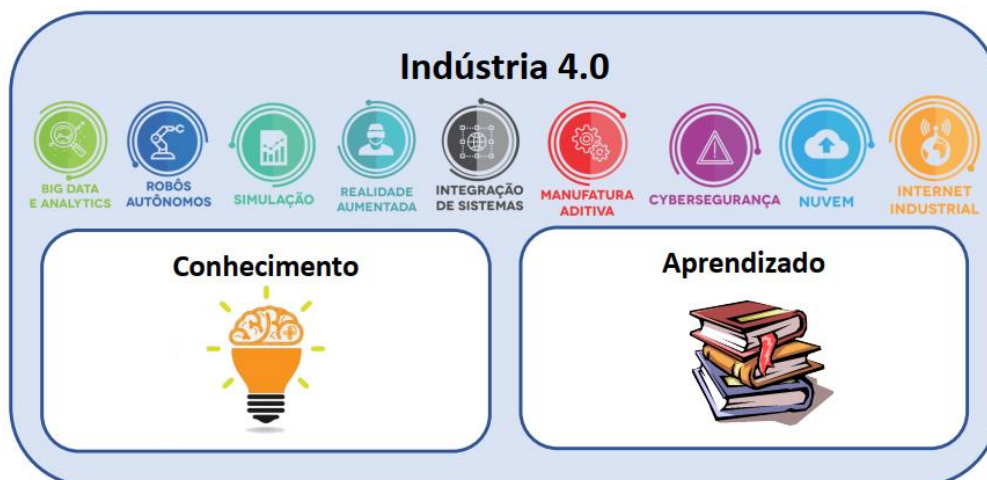 Indústria 4.0
BIG DATA
E ANALYTICS
ROBÔS
AUTÔNOMOS
SIMULAÇÃO
REALIDADE
AUMENTADA
INTEGRAÇÃO
DE SISTEMAS
MANUFATURA
ADITIVA
CYBERSEGURANÇA
NUVEM
INTERNET
INDUSTRIAL
Conhecimento
Aprendizado